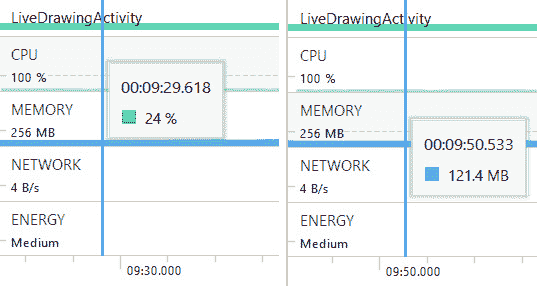 LiveDrawingActivity
CPU
100 %
00:09:29.618
24 %
MEMORY
256 MB
NETWORK
4 B/s
ENERGY
Medium
09:30.000
LiveDrawingActivity
CPU
100 %
MEMORY
256 MB
00:09:50.533
121.4 MB
NETWORK
4 B/s
ENERGY
Medium
09:50.000